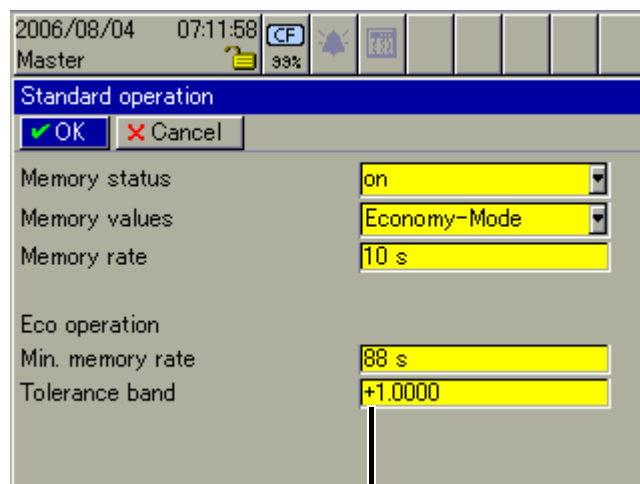 2006/08/04 07:11:58 CF
Master 99%
Standard operation
OK Cancel
Memory status on
Memory values Economy-Mode
Memory rate 10 s
Eco operation
Min. memory rate 88 s
Tolerance band +1.0000